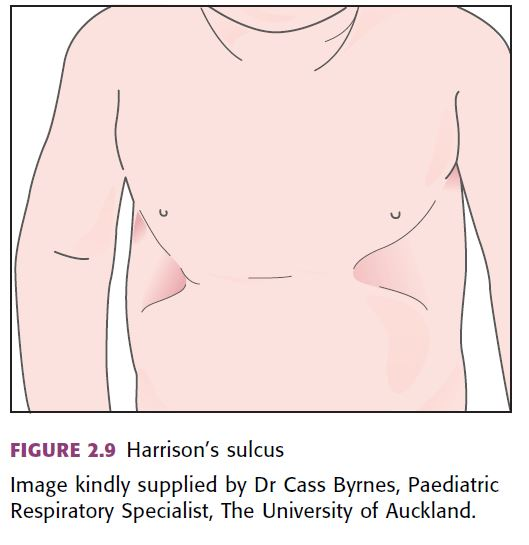 FIGURE 2.9 Harrison’s sulcus
Image kindly supplied by Dr Cass Byrnes, Paediatric
Respiratory Specialist, The University of Auckland.